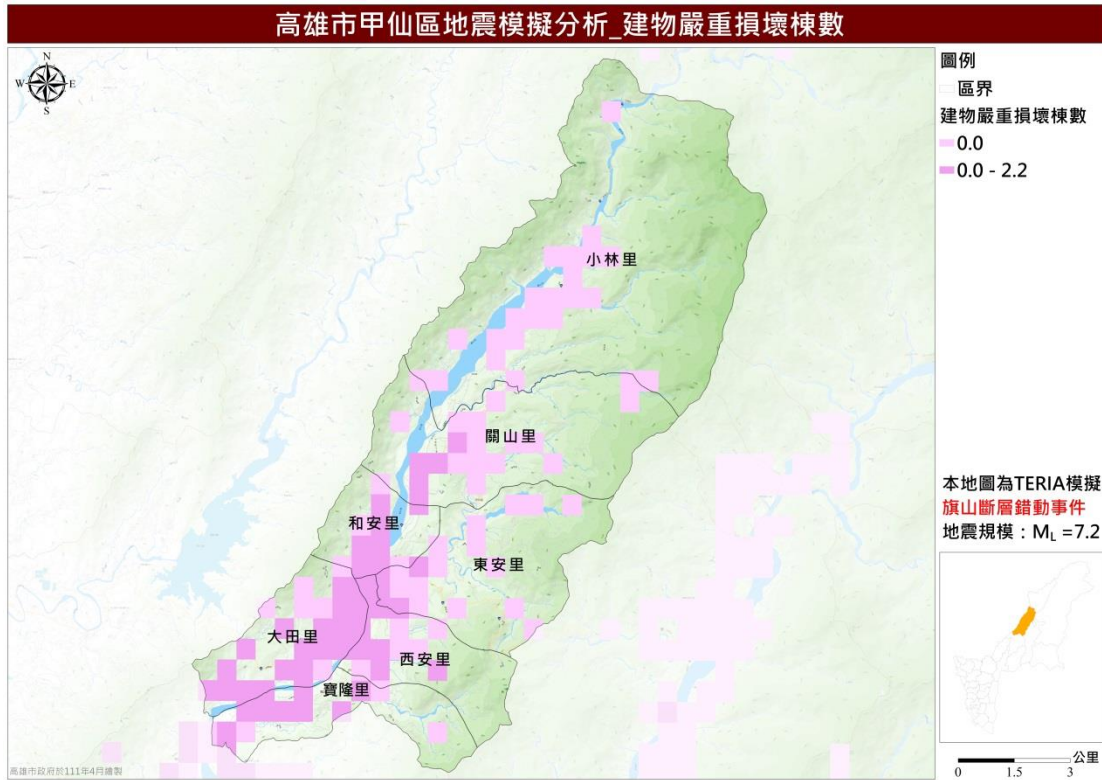 高雄市甲仙區地震模擬分析_建物嚴重損壞棟數
N
W E
S
圖例
區界
建物嚴重損壞棟數
0.0
0.0 - 2.2
小林里
關山里
和安里
東安里
大田里
西安里
寶隆里
本地圖為TERIA模擬
旗山斷層錯動事件
地震規模：ML =7.2
公里
0 1.5 3
高雄市政府於111年4月繪製